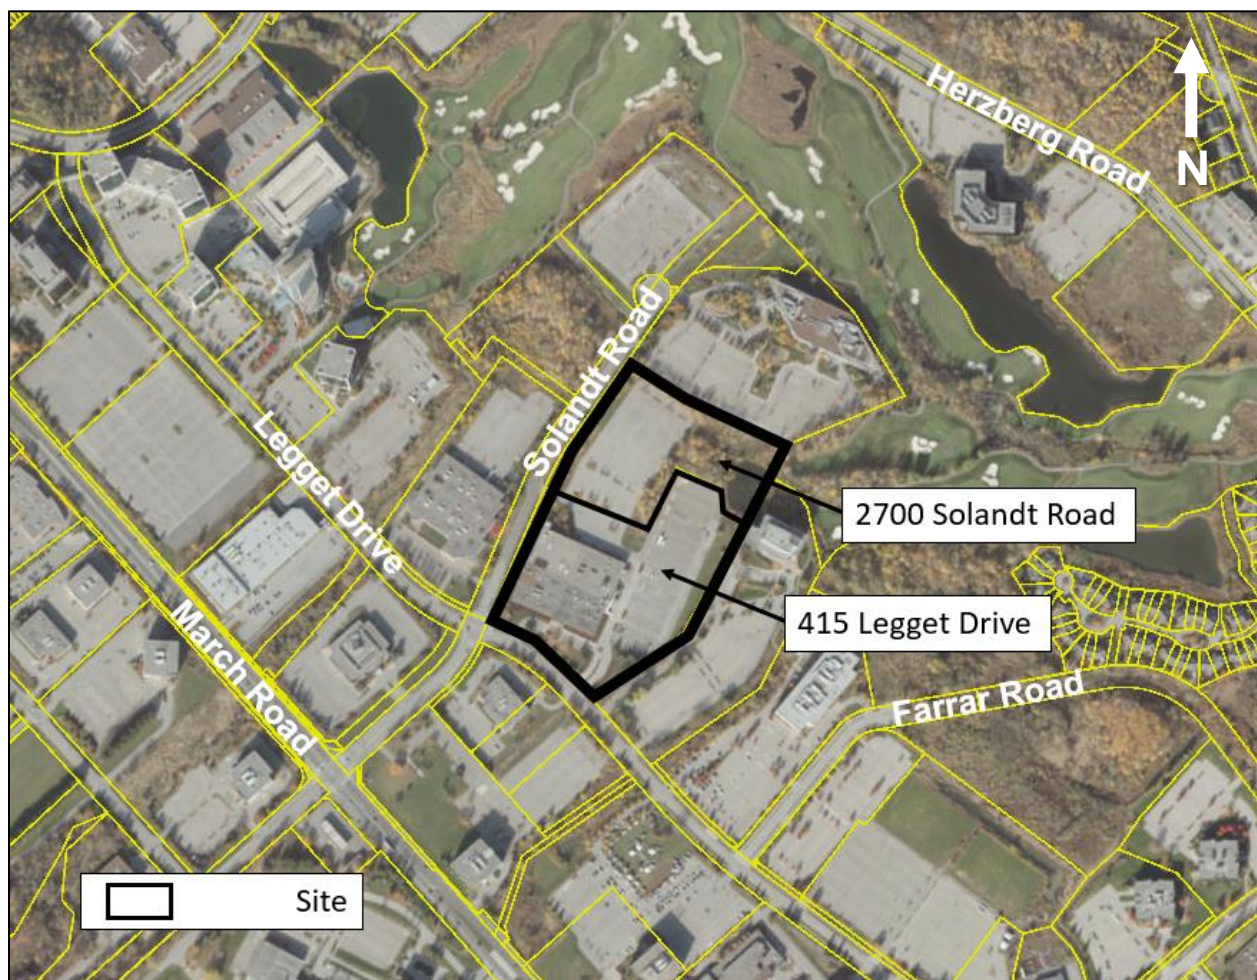 Herzberg Road
N
Solandt Road
Legget Drive
2700 Solandt Road
415 Legget Drive
March Road
Farrar Road
Site